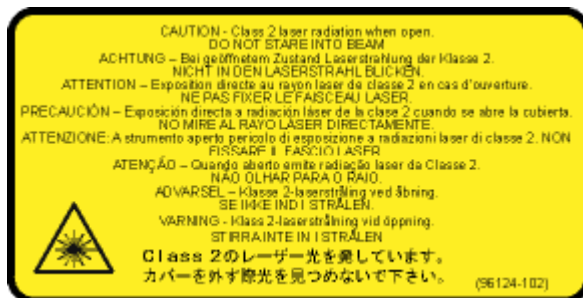 CAUTION - Class 2 laser radiation when open.
DO NOT STARE INTO BEAM
ACHTUNG – Bei geöffnetem Zustand Laserstrahlung der Klasse 2.
NICHT IN DEN LASERSTRAHL BLICKEN.
ATTENTION – Exposition directe au rayon laser de classe 2 en cas d'ouverture.
NE PAS FIXER LE FAISCEAU LASER.
PRECAUCIÓN – Exposición directa a radiación láser de la clase 2 cuando se abre la cubierta.
NO MIRE AL RAYO LÁSER DIRECTAMENTE.
ATTENZIONE: A strumento aperto pericolo di esposizione a radiazioni laser di classe 2. NON
FISSARE IL FASCIO LASER
ATENÇÃO – Quando aberto emite radiação laser da Classe 2.
NÃO OLHAR PARA O RAIO.
ADVARSEL – Klasse 2-laserstråling ved åbning.
SE IKKE IND I STRÅLEN.
VARNING - Klass 2-laserstrålning vid öppning.
STIRRA INTE IN I STRÅLEN
Class 2のレーザー光を発しています。
カバーを外す際光を見つめないで下さい。
(96124-102)